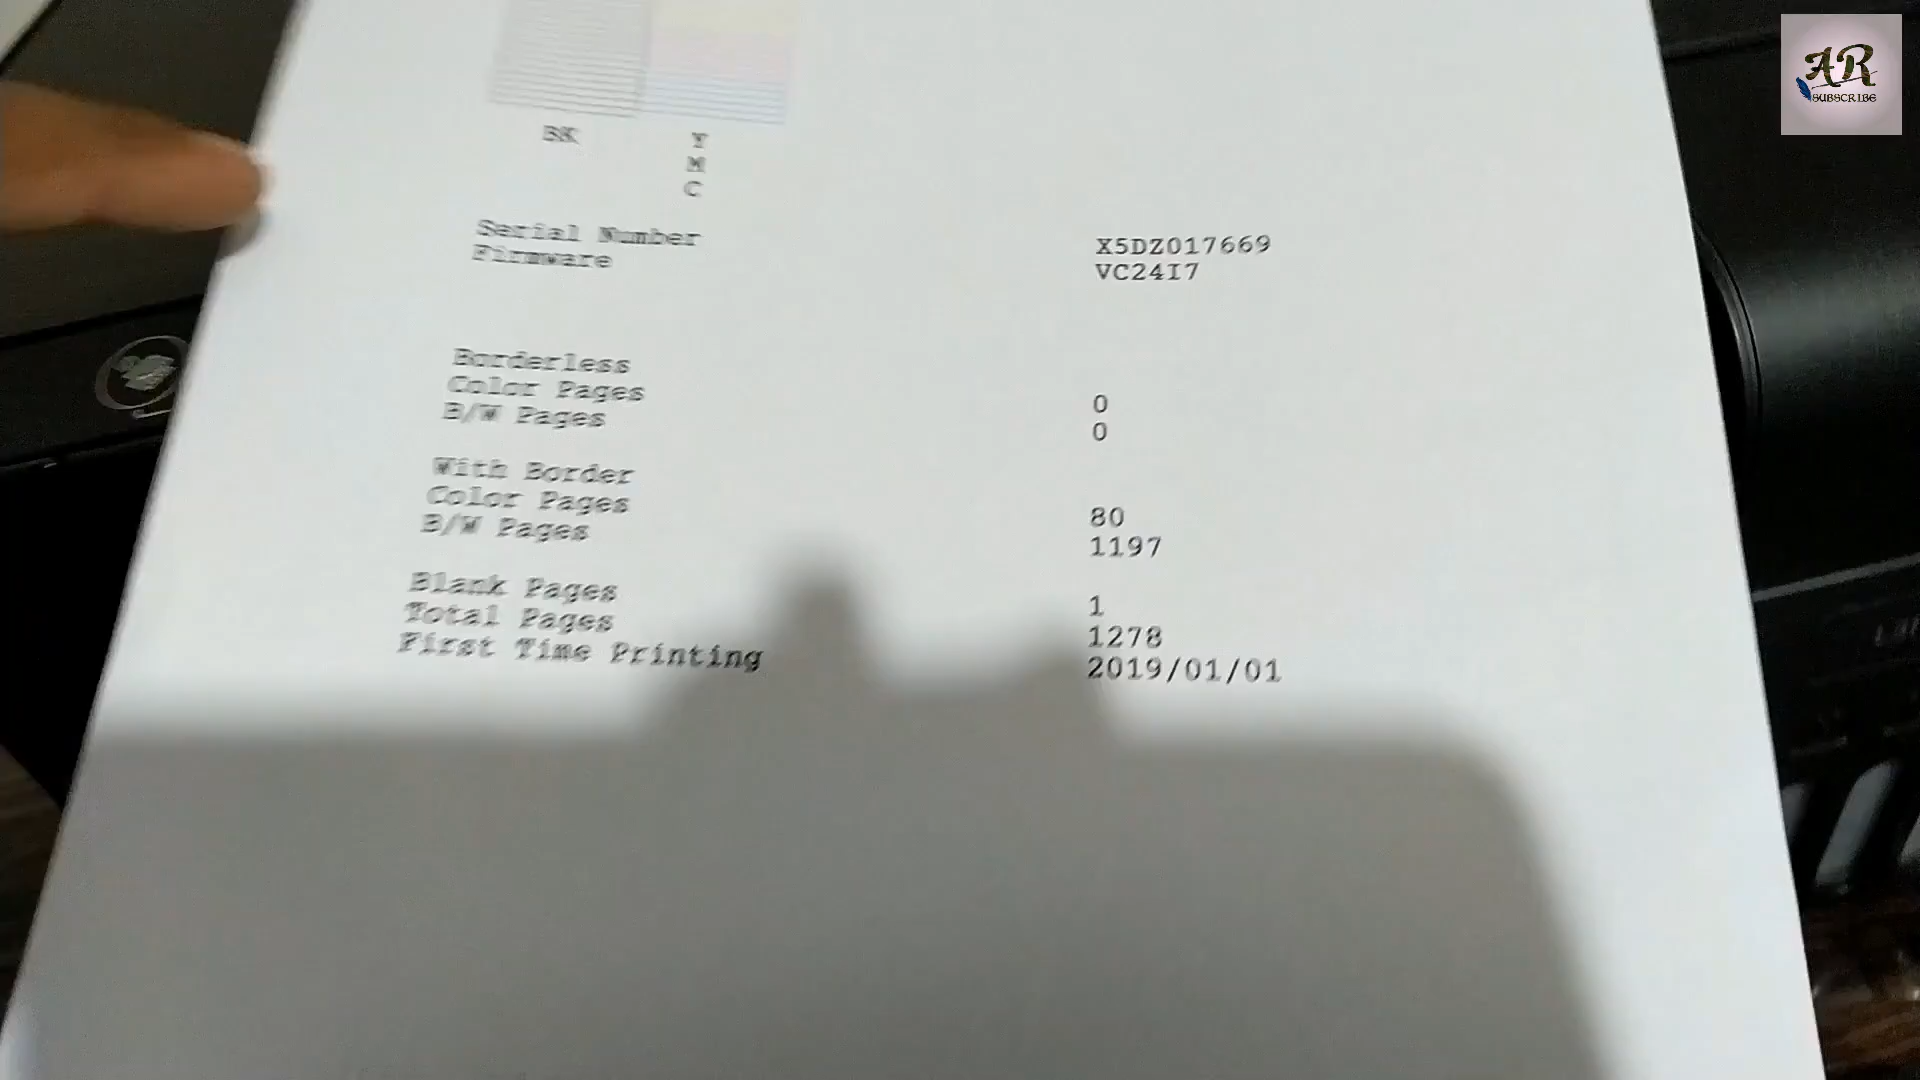 AR
SUBSCRIBE
BK Y
M
C
Serial Number X5DZ017669
Firmware VC24I7
Borderless
Color Pages 0
B/W Pages 0
With Border
Color Pages 80
B/W Pages 1197
Blank Pages 1
Total Pages 1278
First Time Printing 2019/01/01